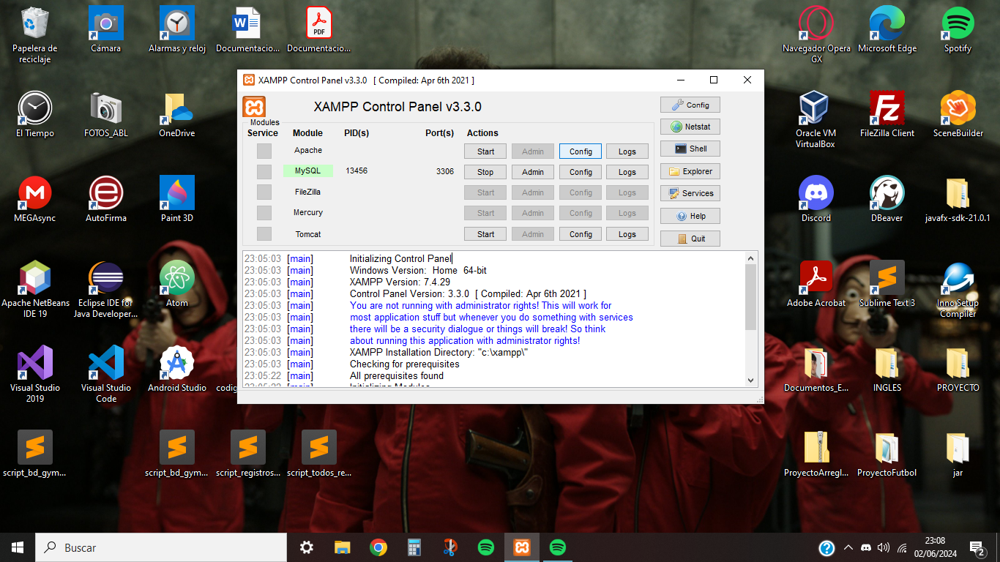 Papelera de
reciclaje
Cámara
Alarmas y reloj
Documentacio...
PDF
Documentacio...
Navegador Opera
GX
Microsoft Edge
Spotify
El Tiempo
FOTOS_ABL
OneDrive
Oracle VM
VirtualBox
FileZilla Client
SceneBuilder
MEGAsync
AutoFirma
Paint 3D
Discord
DBeaver
javafx-sdk-21.0.1
Apache NetBeans
IDE 19
Eclipse IDE for
Java Developer...
Atom
Adobe Acrobat
Sublime Text 3
Inno Setup
Compiler
Visual Studio
2019
Visual Studio
Code
Android Studio
codig
Documentos_E...
INGLES
PROYECTO
script_bd_gym...
script_bd_gym...
script_registros...
script_todos_re...
ProyectoArregl...
ProyectoFutbol
jar
XAMPP Control Panel v3.3.0 [ Compiled: Apr 6th 2021 ]
XAMPP Control Panel v3.3.0
Modules
Service Module PID(s) Port(s) Actions
Apache Start Admin Config Logs
MySQL 13456 3306 Stop Admin Config Logs
FileZilla Start Admin Config Logs
Mercury Start Admin Config Logs
Tomcat Start Admin Config Logs
Config
Netstat
Shell
Explorer
Services
Help
Quit
23:05:03 [main] Initializing Control Panel
23:05:03 [main] Windows Version: Home 64-bit
23:05:03 [main] XAMPP Version: 7.4.29
23:05:03 [main] Control Panel Version: 3.3.0 [ Compiled: Apr 6th 2021 ]
23:05:03 [main] You are not running with administrator rights! This will work for
23:05:03 [main] most application stuff but whenever you do something with services
23:05:03 [main] there will be a security dialogue or things will break! So think
23:05:03 [main] about running this application with administrator rights!
23:05:03 [main] XAMPP Installation Directory: "c:\xampp\"
23:05:03 [main] Checking for prerequisites
23:05:22 [main] All prerequisites found
23:05:22 [main] Initializing Modules
Buscar
23:08
02/06/2024
2